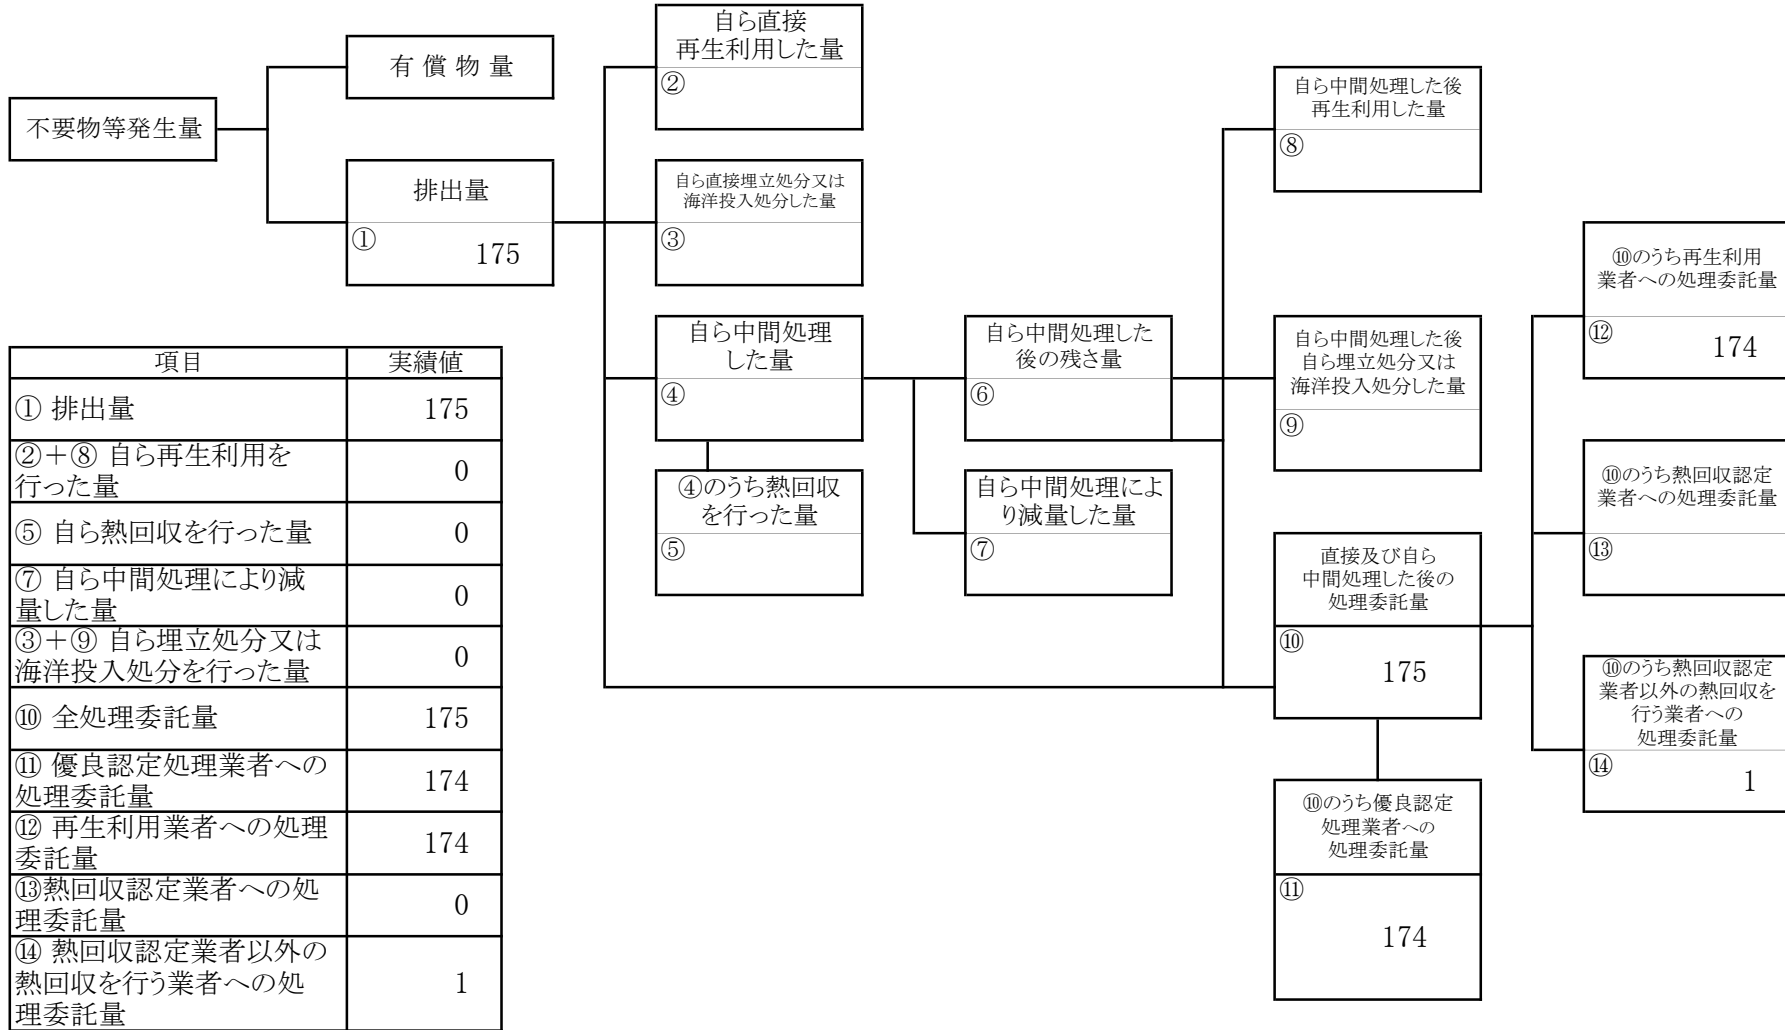 自ら直接
再生利用した量
②
有 償 物 量
不要物等発生量
排出量
①
175
自ら直接埋立処分又は
海洋投入処分した量
③
自ら中間処理した後
再生利用した量
⑧
⑩のうち再生利用
業者への処理委託量
⑫
174
自ら中間処理
した量
④
自ら中間処理した
後の残さ量
⑥
自ら中間処理した後
自ら埋立処分又は
海洋投入処分した量
⑨
④のうち熱回収
を行った量
⑤
自ら中間処理によ
り減量した量
⑦
⑩のうち熱回収認定
業者への処理委託量
⑬
直接及び自ら
中間処理した後の
処理委託量
⑩
175
⑩のうち熱回収認定
業者以外の熱回収を
行う業者への
処理委託量
⑭
1
⑩のうち優良認定
処理業者への
処理委託量
⑪
174
項目 実績値
① 排出量 175
②＋⑧ 自ら再生利用を
行った量 0
⑤ 自ら熱回収を行った量 0
⑦ 自ら中間処理により減
量した量 0
③＋⑨ 自ら埋立処分又は
海洋投入処分を行った量 0
⑩ 全処理委託量 175
⑪ 優良認定処理業者への
処理委託量 174
⑫ 再生利用業者への処理
委託量 174
⑬熱回収認定業者への処
理委託量 0
⑭ 熱回収認定業者以外の
熱回収を行う業者への処
理委託量 1